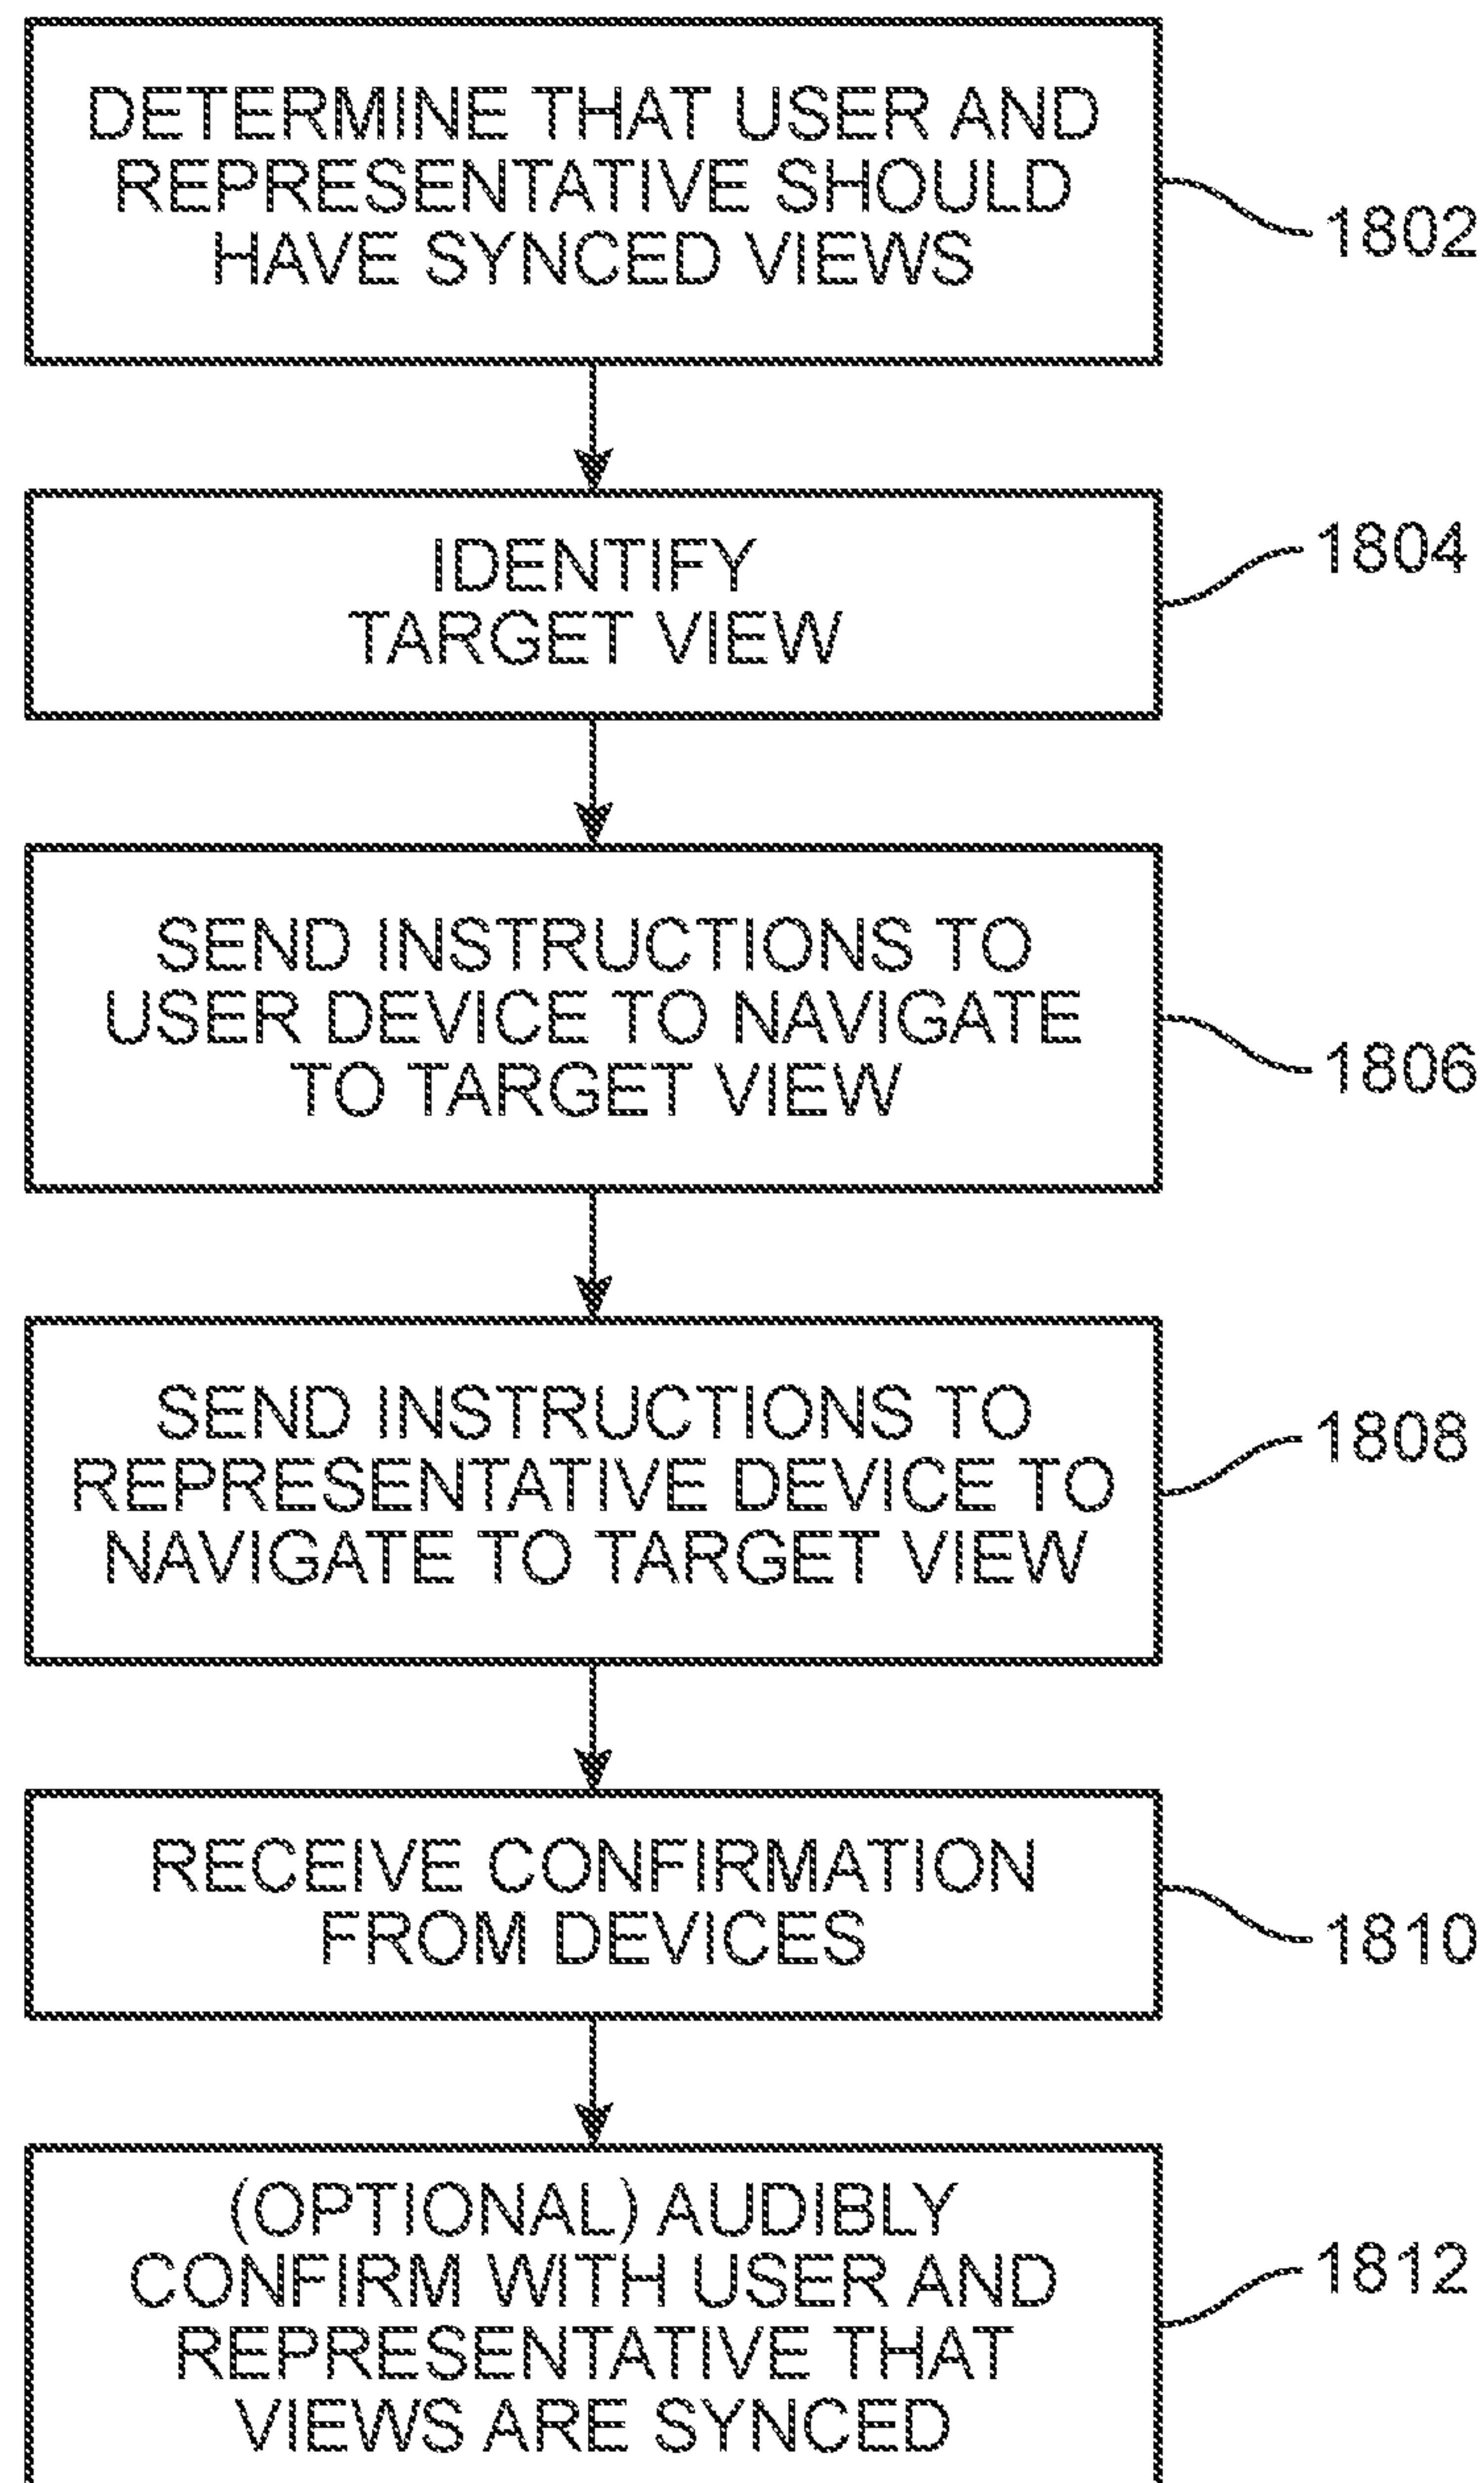 DETERMINE THAT USER AND
REPRESENTATIVE SHOULD
HAVE SYNCED VIEWS
1802
IDENTIFY
TARGET VIEW
1804
SEND INSTRUCTIONS TO
USER DEVICE TO NAVIGATE
TO TARGET VIEW
1806
SEND INSTRUCTIONS TO
REPRESENTATIVE DEVICE TO
NAVIGATE TO TARGET VIEW
1808
RECEIVE CONFIRMATION
FROM DEVICES
1810
(OPTIONAL) AUDIBLY
CONFIRM WITH USER AND
REPRESENTATIVE THAT
VIEWS ARE SYNCED
1812